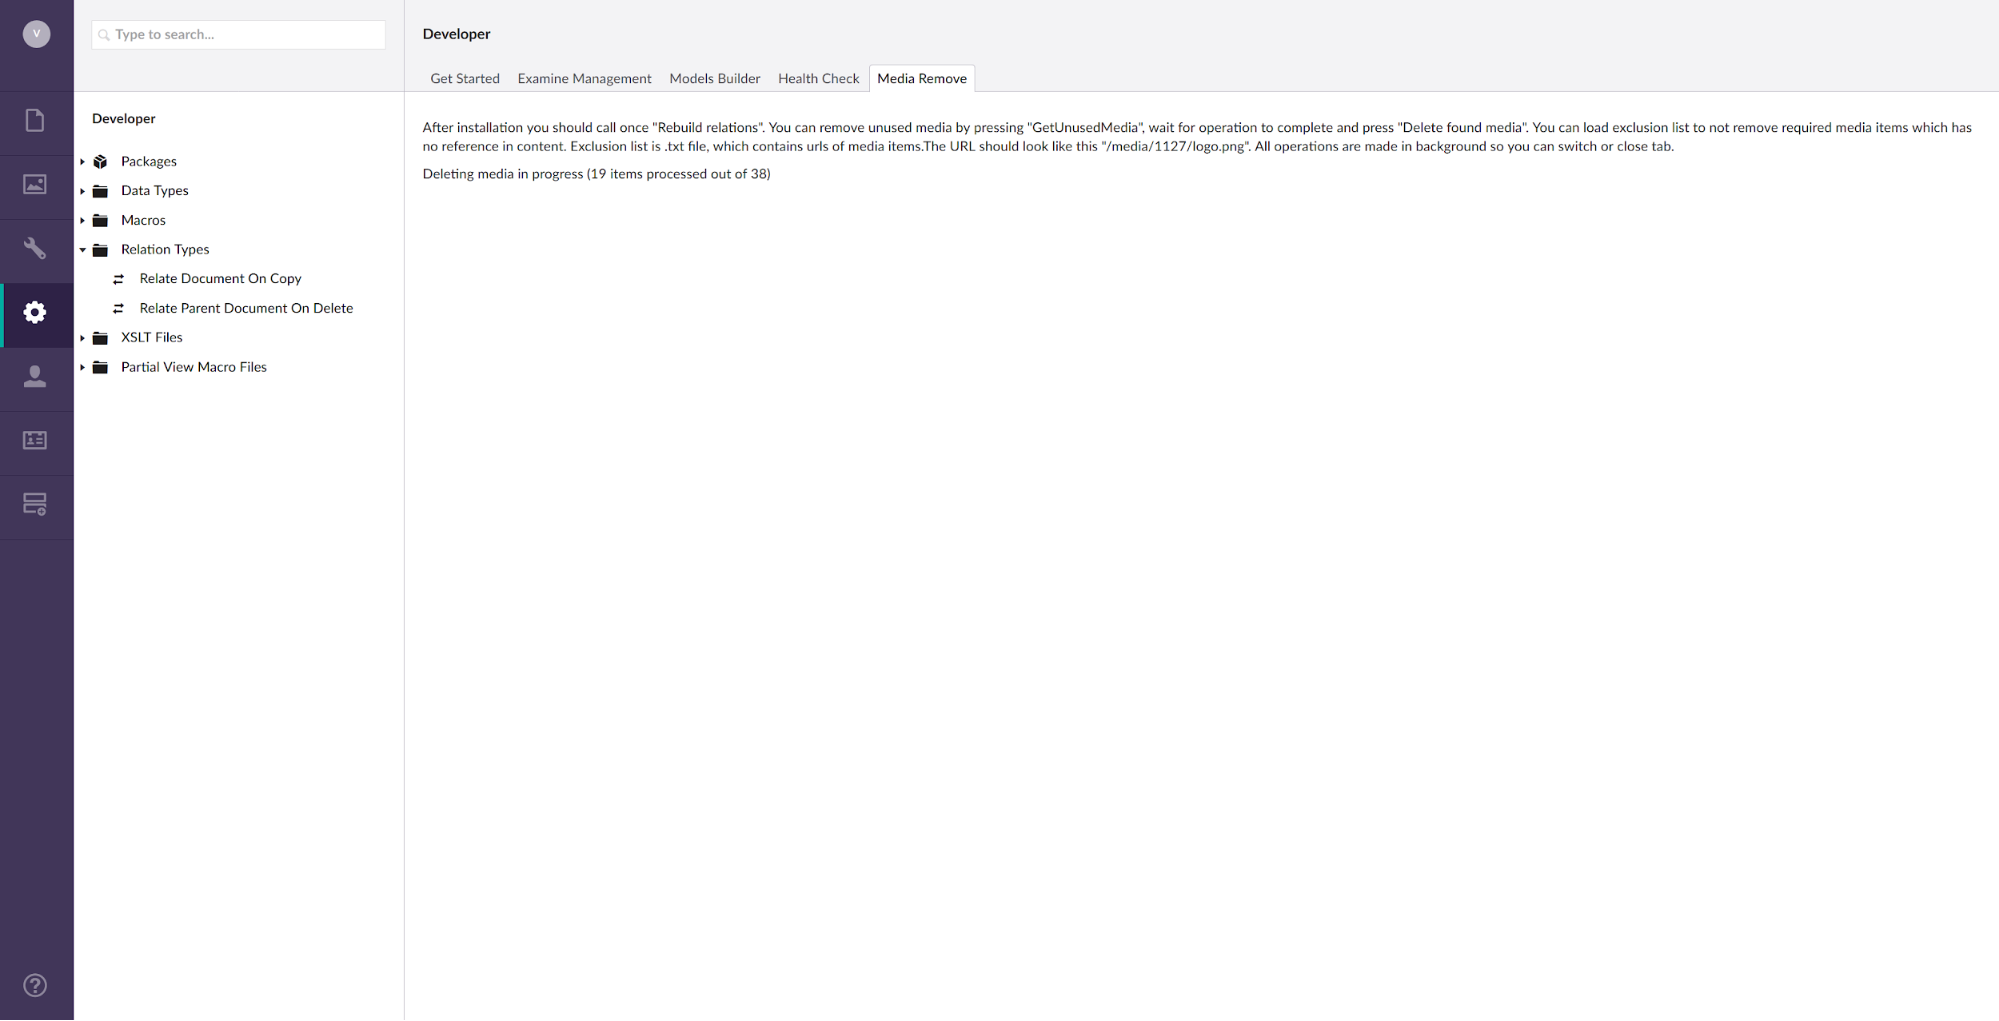 V
Type to search...
Developer
Get Started Examine Management Models Builder Health Check Media Remove
Developer
Packages
Data Types
Macros
Relation Types
Relate Document On Copy
Relate Parent Document On Delete
XSLT Files
Partial View Macro Files
After installation you should call once "Rebuild relations". You can remove unused media by pressing "GetUnusedMedia", wait for operation to complete and press "Delete found media". You can load exclusion list to not remove required media items which has
no reference in content. Exclusion list is .txt file, which contains urls of media items.The URL should look like this "/media/1127/logo.png". All operations are made in background so you can switch or close tab.
Deleting media in progress (19 items processed out of 38)